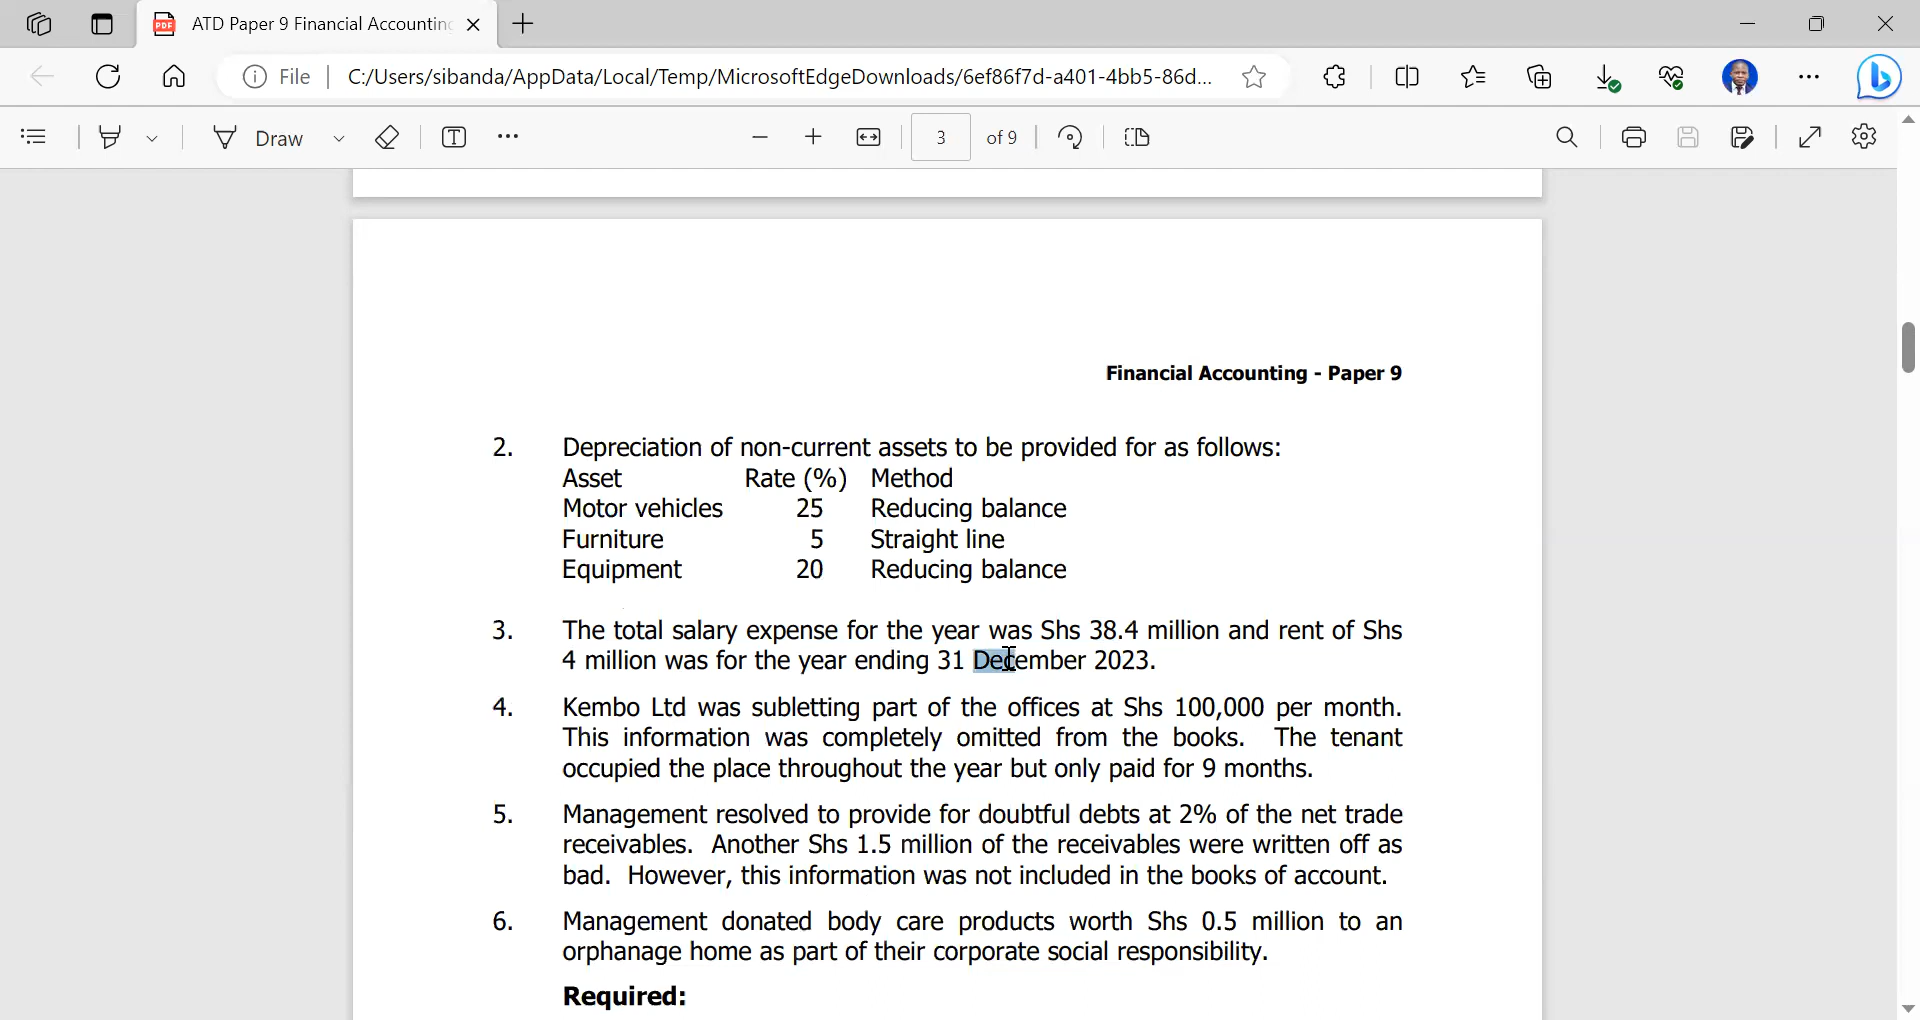 ATD Paper 9 Financial Accounting
File
C:/Users/sibanda/AppData/Local/Temp/MicrosoftEdgeDownloads/6ef86f7d-a401-4bb5-86d...
Draw
3 of 9
Financial Accounting - Paper 9
2. Depreciation of non-current assets to be provided for as follows:
Asset Rate (%) Method
Motor vehicles 25 Reducing balance
Furniture 5 Straight line
Equipment 20 Reducing balance
3. The total salary expense for the year was Shs 38.4 million and rent of Shs
4 million was for the year ending 31 December 2023.
4. Kembo Ltd was subletting part of the offices at Shs 100,000 per month.
This information was completely omitted from the books. The tenant
occupied the place throughout the year but only paid for 9 months.
5. Management resolved to provide for doubtful debts at 2% of the net trade
receivables. Another Shs 1.5 million of the receivables were written off as
bad. However, this information was not included in the books of account.
6. Management donated body care products worth Shs 0.5 million to an
orphanage home as part of their corporate social responsibility.
Required: